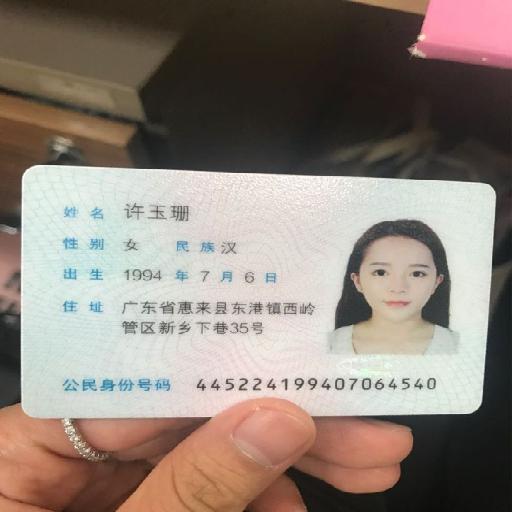 姓名 许玉珊
性别 女 民族 汉
出生 1994 年 7 月 6 日
住址 广东省惠来县东港镇西岭
管区新乡下巷35号
公民身份号码 445224199407064540